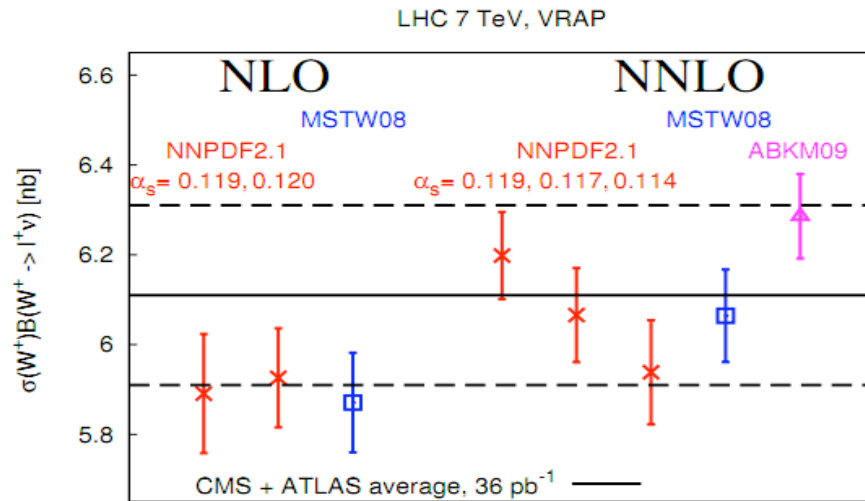 LHC 7 TeV, VRAP
NLO
NNLO
MSTW08
MSTW08
NNPDF2.1
NNPDF2.1
ABKM09
αs= 0.119, 0.120
αs= 0.119, 0.117, 0.114
σ(W⁺)B(W⁺ -> l⁺ν) [nb]
6.6
6.4
6.2
6
5.8
CMS + ATLAS average, 36 pb⁻¹